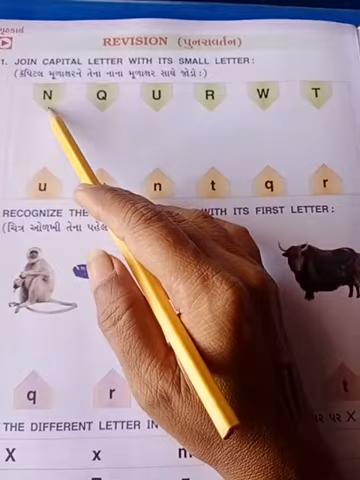 REVISION (પુનરાવર્તન)
1. JOIN CAPITAL LETTER WITH ITS SMALL LETTER:
(કૅપિટલ મૂળાક્ષરને તેના નાના મૂળાક્ષર સાથે જોડો:)
N Q U R W T
u n t q r
RECOGNIZE THE WITH ITS FIRST LETTER:
(ચિત્ર ઓળખી તેના
q r t
THE DIFFERENT LETTER IN
X x n